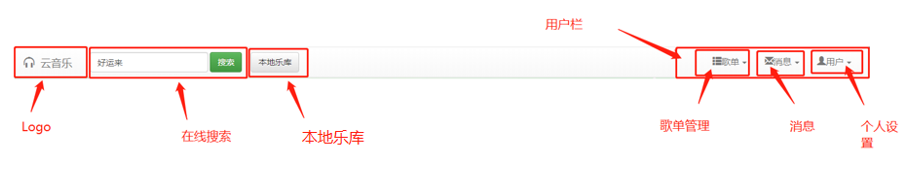 用户栏
云音乐
好运来
搜索
本地乐库
歌单
消息
用户
Logo
在线搜索
本地乐库
歌单管理
消息
个人设
置